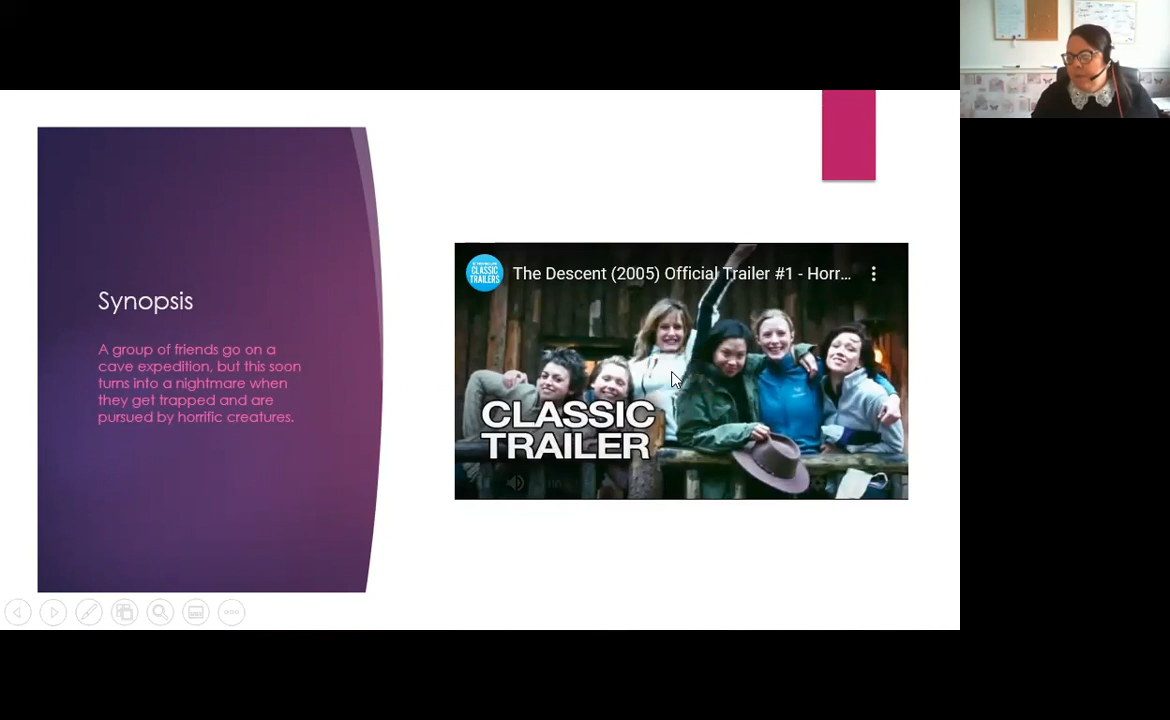 Synopsis
A group of friends go on a
cave expedition, but this soon
turns into a nightmare when
they get trapped and are
pursued by horrific creatures.
CLASSIC
TRAILERS
The Descent (2005) Official Trailer #1 - Horr...
CLASSIC
TRAILER